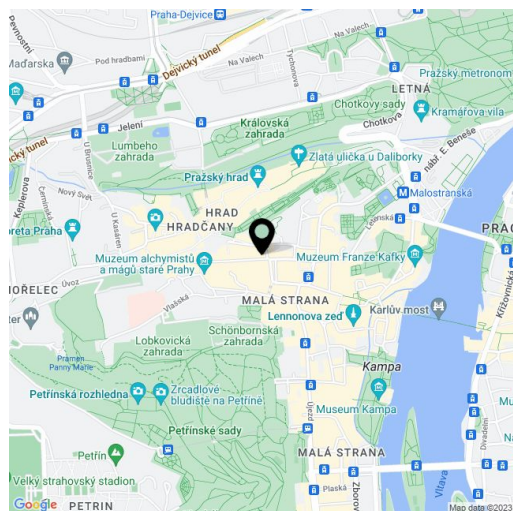 Praha-Dejvice
Na Valech
Pevnostní
Pod hradbami
Dejvický tunel
Maďarska
Na Valech
Tychonova
LETNÁ
Pražský metronom
Chotkovy sady
Kramářova vila
Chotkova
Jelení
Královská
zahrada
ický tunel
Lumbeho
zahrada
U Brusnice
Zlatá ulička u Daliborky
nábř. E. Beneše
Keplerova
Nový Svět
Pražský hrad
Malostranská
Černínská
U Kasáren
HRAD
HRADČANY
Letenská
oreta Praha
PRAG
Muzeum alchymistů
a mágů staré Prahy
Muzeum Franze Kafky
HOŘELEC
Úvoz
Vlašská
MALÁ STRANA
Karlův most
Křižovnická
Lennonova zeď
Schönbornská
zahrada
Lobkovická
zahrada
Pramen
Panny Marie
Kampa
Petřínská rozhledna
Zrcadlové
bludiště na Petříně
Museum Kampa
Újezd
Petřínské sady
Divadelní
MALÁ STRANA
Petřín
Velký strahovský stadion
Plaská
Vltava
PETRIN
Zborov
Google
Map data ©2023